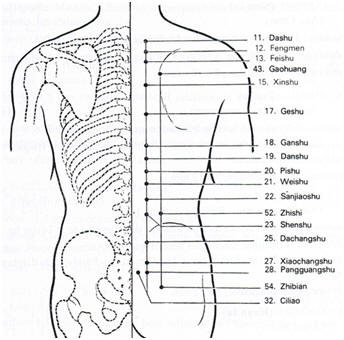 11. Dashu
12. Fengmen
13. Feishu
43. Gaohuang
15. Xinshu
17. Geshu
18. Ganshu
19. Danshu
20. Pishu
21. Weishu
22. Sanjiaoshu
52. Zhishi
23. Shenshu
25. Dachangshu
27. Xiaochangshu
28. Pangguangshu
54. Zhibian
32. Ciliao